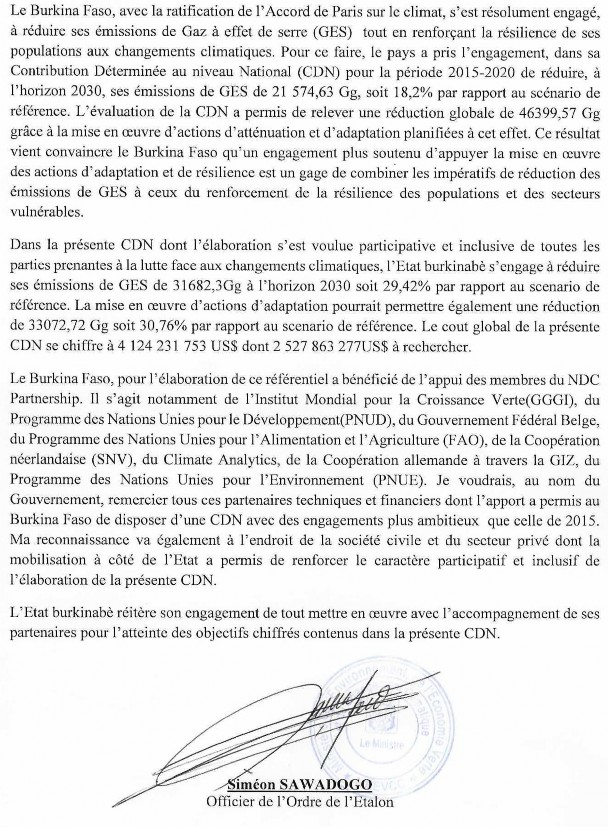 Le Burkina Faso, avec la ratification de l'Accord de Paris sur le climat, s'est résolument engagé,
à réduire ses émissions de Gaz à effet de serre (GES) tout en renforçant la résilience de ses
populations aux changements climatiques. Pour ce faire, le pays a pris l'engagement, dans sa
Contribution Déterminée au niveau National (CDN) pour la période 2015-2020 de réduire, à
l'horizon 2030, ses émissions de GES de 21 574,63 Gg, soit 18,2% par rapport au scénario de
référence. L'évaluation de la CDN a permis de relever une réduction globale de 46399,57 Gg
grâce à la mise en œuvre d'actions d'atténuation et d'adaptation planifiées à cet effet. Ce résultat
vient convaincre le Burkina Faso qu'un engagement plus soutenu d'appuyer la mise en œuvre
des actions d'adaptation et de résilience est un gage de combiner les impératifs de réduction des
émissions de GES à ceux du renforcement de la résilience des populations et des secteurs
vulnérables.
Dans la présente CDN dont l'élaboration s'est voulue participative et inclusive de toutes les
parties prenantes à la lutte face aux changements climatiques, l'Etat burkinabè s'engage à réduire
ses émissions de GES de 31682,3Gg à l'horizon 2030 soit 29,42% par rapport au scenario de
référence. La mise en œuvre d'actions d'adaptation pourrait permettre également une réduction
de 33072,72 Gg soit 30,76% par rapport au scenario de référence. Le cout global de la présente
CDN se chiffre à 4 124 231 753 US$ dont 2 527 863 277US$ à rechercher.
Le Burkina Faso, pour l'élaboration de ce référentiel a bénéficié de l'appui des membres du NDC
Partnership. Il s'agit notamment de l'Institut Mondial pour la Croissance Verte(GGGI), du
Programme des Nations Unies pour le Développement(PNUD), du Gouvernement Fédéral Belge,
du Programme des Nations Unies pour l'Alimentation et l'Agriculture (FAO), de la Coopération
néerlandaise (SNV), du Climate Analytics, de la Coopération allemande à travers la GIZ, du
Programme des Nations Unies pour l'Environnement (PNUE). Je voudrais, au nom du
Gouvernement, remercier tous ces partenaires techniques et financiers dont l'apport a permis au
Burkina Faso de disposer d'une CDN avec des engagements plus ambitieux que celle de 2015.
Ma reconnaissance va également à l'endroit de la société civile et du secteur privé dont la
mobilisation à côté de l'Etat a permis de renforcer le caractère participatif et inclusif de
l'élaboration de la présente CDN.
L'Etat burkinabè réitère son engagement de tout mettre en œuvre avec l'accompagnement de ses
partenaires pour l'atteinte des objectifs chiffrés contenus dans la présente CDN.
Le Ministre
Siméon SAWADOGO
Officier de l'Ordre de l'Etalon